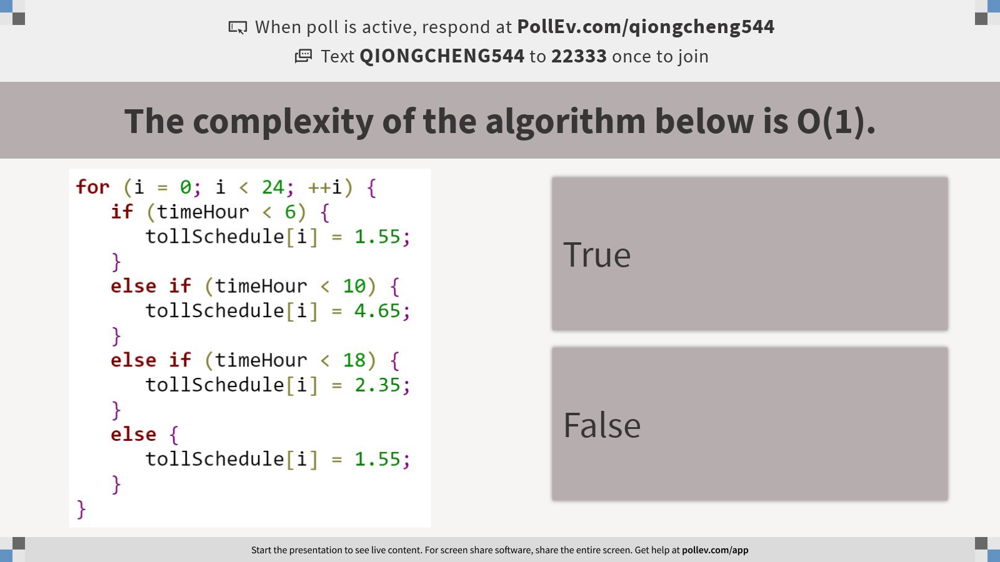 When poll is active, respond at PollEv.com/qiongcheng544
Text QIONGCHENG544 to 22333 once to join
The complexity of the algorithm below is O(1).
for (i = 0; i < 24; ++i) {
   if (timeHour < 6) {
      tollSchedule[i] = 1.55;
   }
   else if (timeHour < 10) {
      tollSchedule[i] = 4.65;
   }
   else if (timeHour < 18) {
      tollSchedule[i] = 2.35;
   }
   else {
      tollSchedule[i] = 1.55;
   }
}
True
False
Start the presentation to see live content. For screen share software, share the entire screen. Get help at pollev.com/app